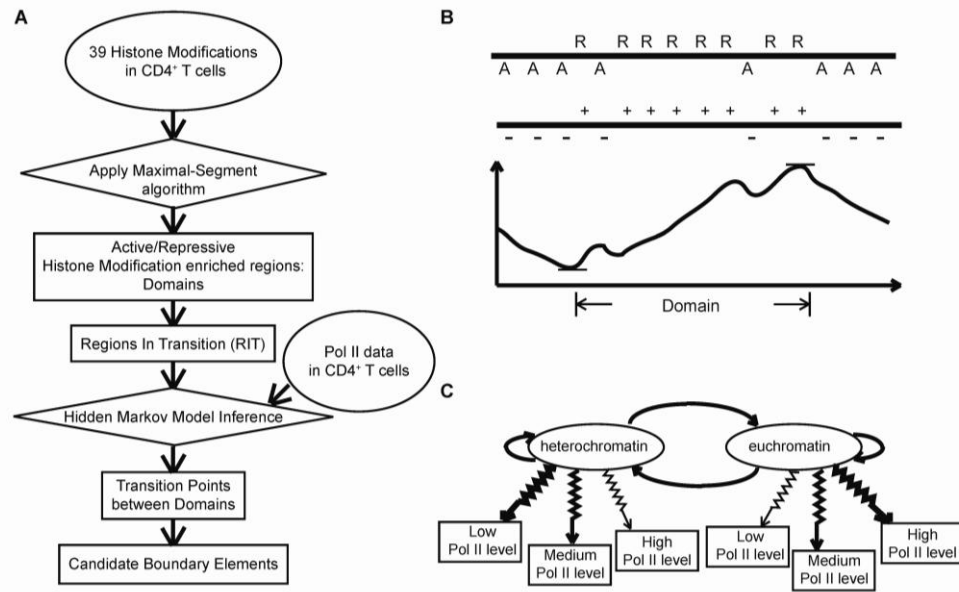 A
39 Histone Modifications
in CD4⁺ T cells
Apply Maximal-Segment
algorithm
Active/Repressive
Histone Modification enriched regions:
Domains
Regions In Transition (RIT)
Pol II data
in CD4⁺ T cells
Hidden Markov Model Inference
Transition Points
between Domains
Candidate Boundary Elements
B
R R R R R R R R
A A A A A A A A
+ + + + + + + +
- - - - - - - -
Domain
C
heterochromatin
euchromatin
Low
Pol II level
Medium
Pol II level
High
Pol II level
Low
Pol II level
Medium
Pol II level
High
Pol II level